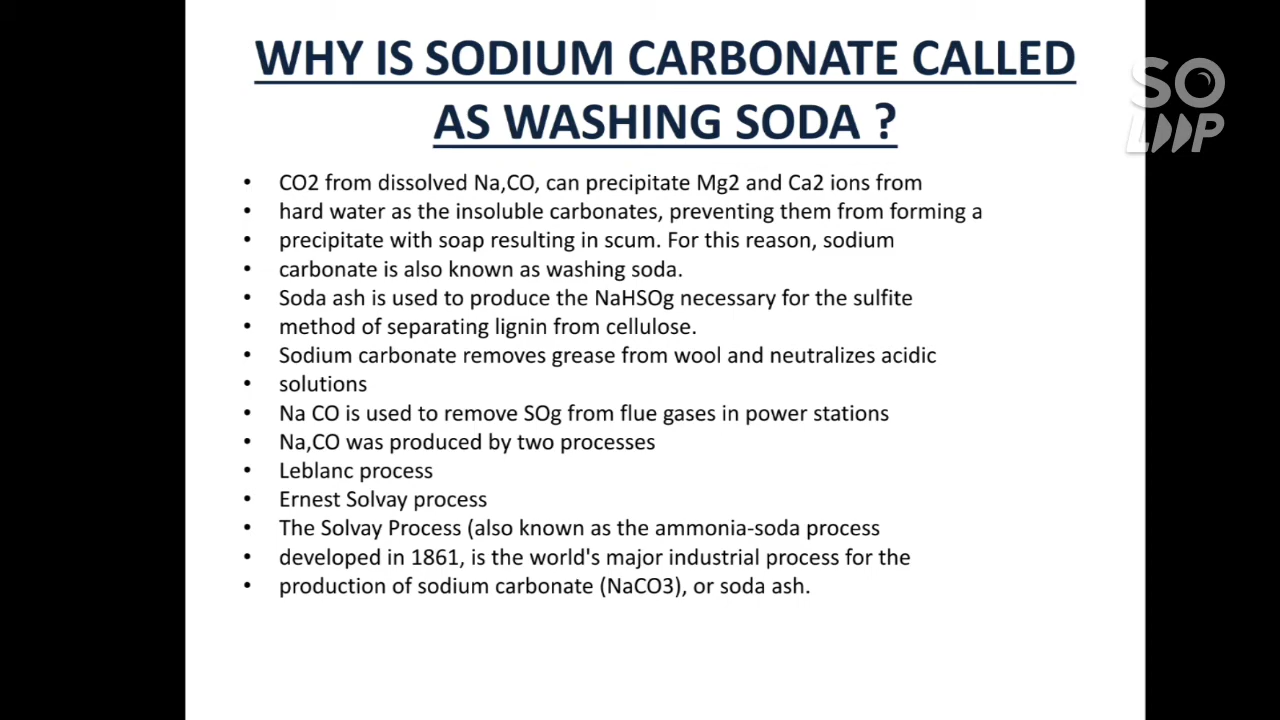 WHY IS SODIUM CARBONATE CALLED
AS WASHING SODA ?
SO
LOOP
• CO2 from dissolved Na,CO, can precipitate Mg2 and Ca2 ions from
• hard water as the insoluble carbonates, preventing them from forming a
• precipitate with soap resulting in scum. For this reason, sodium
• carbonate is also known as washing soda.
• Soda ash is used to produce the NaHSOg necessary for the sulfite
• method of separating lignin from cellulose.
• Sodium carbonate removes grease from wool and neutralizes acidic
• solutions
• Na CO is used to remove SOg from flue gases in power stations
• Na,CO was produced by two processes
• Leblanc process
• Ernest Solvay process
• The Solvay Process (also known as the ammonia-soda process
• developed in 1861, is the world's major industrial process for the
• production of sodium carbonate (NaCO3), or soda ash.